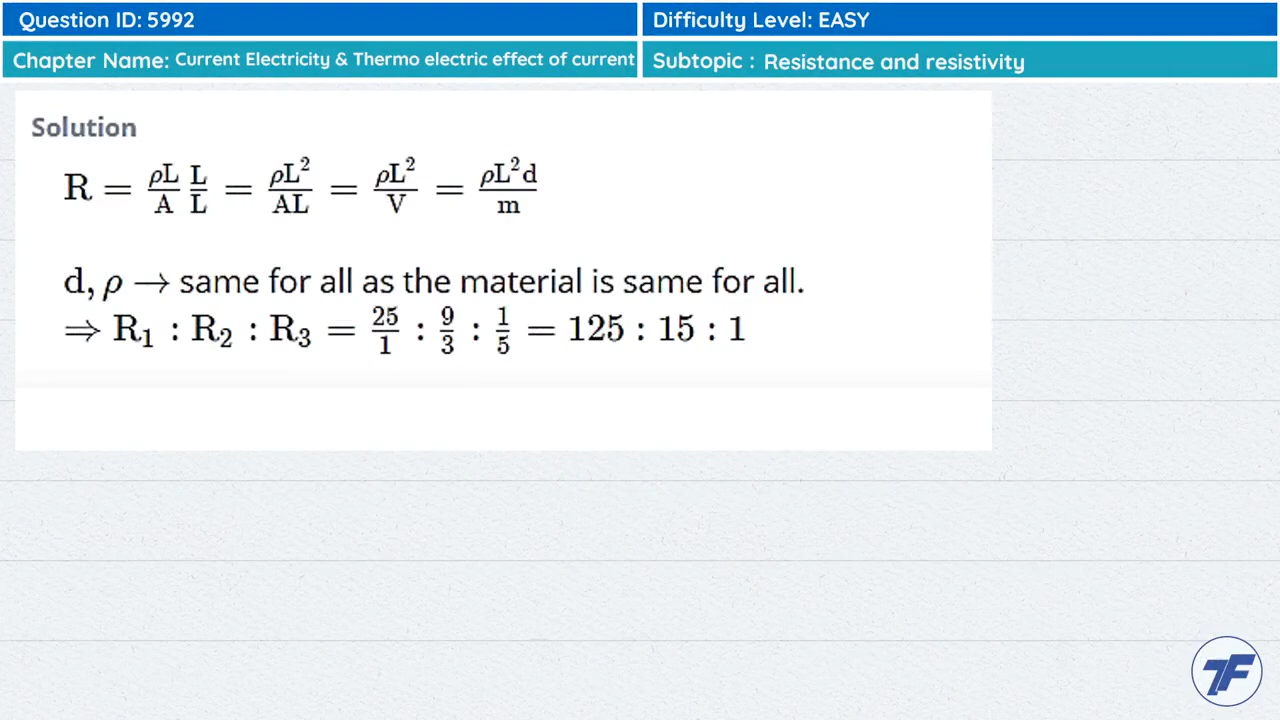 Question ID: 5992
Difficulty Level: EASY
Chapter Name: Current Electricity & Thermo electric effect of current
Subtopic : Resistance and resistivity
Solution
R = ρL/A L/L = ρL²/AL = ρL²/V = ρL²d/m
d, ρ → same for all as the material is same for all.
⇒ R₁ : R₂ : R₃ = 25/1 : 9/3 : 1/5 = 125 : 15 : 1